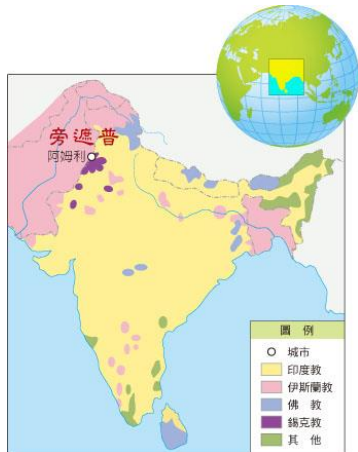 旁遮普
阿姆利
圖 例
城市
印度教
伊斯蘭教
佛 教
錫克教
其 他